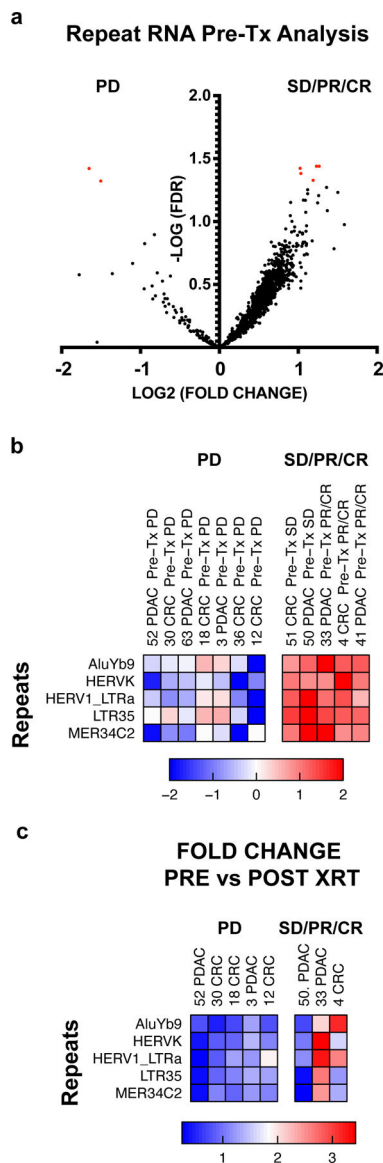 a
Repeat RNA Pre-Tx Analysis
PD
SD/PR/CR
2.0
1.5
1.0
0.5
-LOG (FDR)
-2
-1
0
1
2
LOG2 (FOLD CHANGE)
b
PD
SD/PR/CR
52 PDAC Pre-Tx PD
30 CRC Pre-Tx PD
63 PDAC Pre-Tx PD
18 CRC Pre-Tx PD
3 PDAC Pre-Tx PD
36 CRC Pre-Tx PD
12 CRC Pre-Tx PD
51 CRC Pre-Tx SD
50 PDAC Pre-Tx SD
33 PDAC Pre-Tx PR/CR
4 CRC Pre-Tx PR/CR
41 PDAC Pre-Tx PR/CR
Repeats
AluYb9
HERVK
HERV1_LTRa
LTR35
MER34C2
-2
-1
0
1
2
c
FOLD CHANGE
PRE vs POST XRT
PD
SD/PR/CR
52 PDAC
30 CRC
18 CRC
3 PDAC
12 CRC
50. PDAC
33 PDAC
4 CRC
Repeats
AluYb9
HERVK
HERV1_LTRa
LTR35
MER34C2
1
2
3